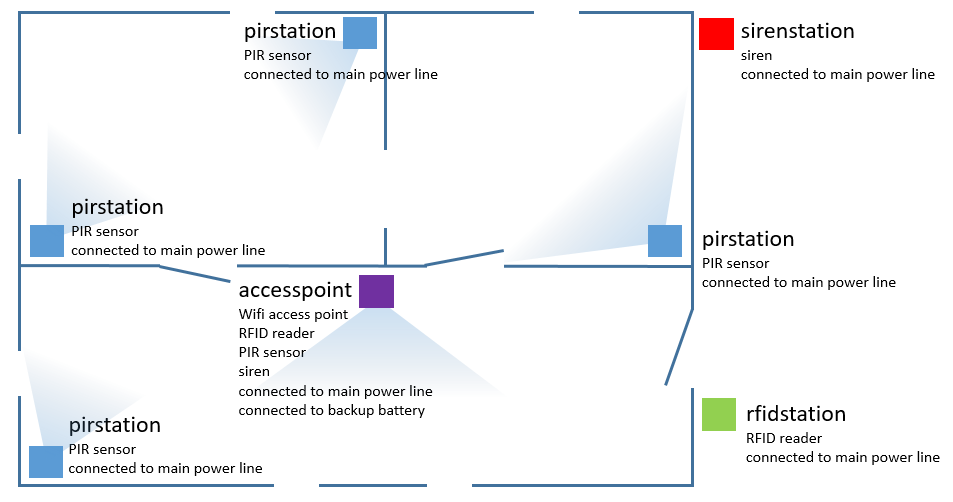 pirstation
PIR sensor
connected to main power line
sirenstation
siren
connected to main power line
pirstation
PIR sensor
connected to main power line
pirstation
PIR sensor
connected to main power line
accesspoint
Wifi access point
RFID reader
PIR sensor
siren
connected to main power line
connected to backup battery
pirstation
PIR sensor
connected to main power line
rfidstation
RFID reader
connected to main power line